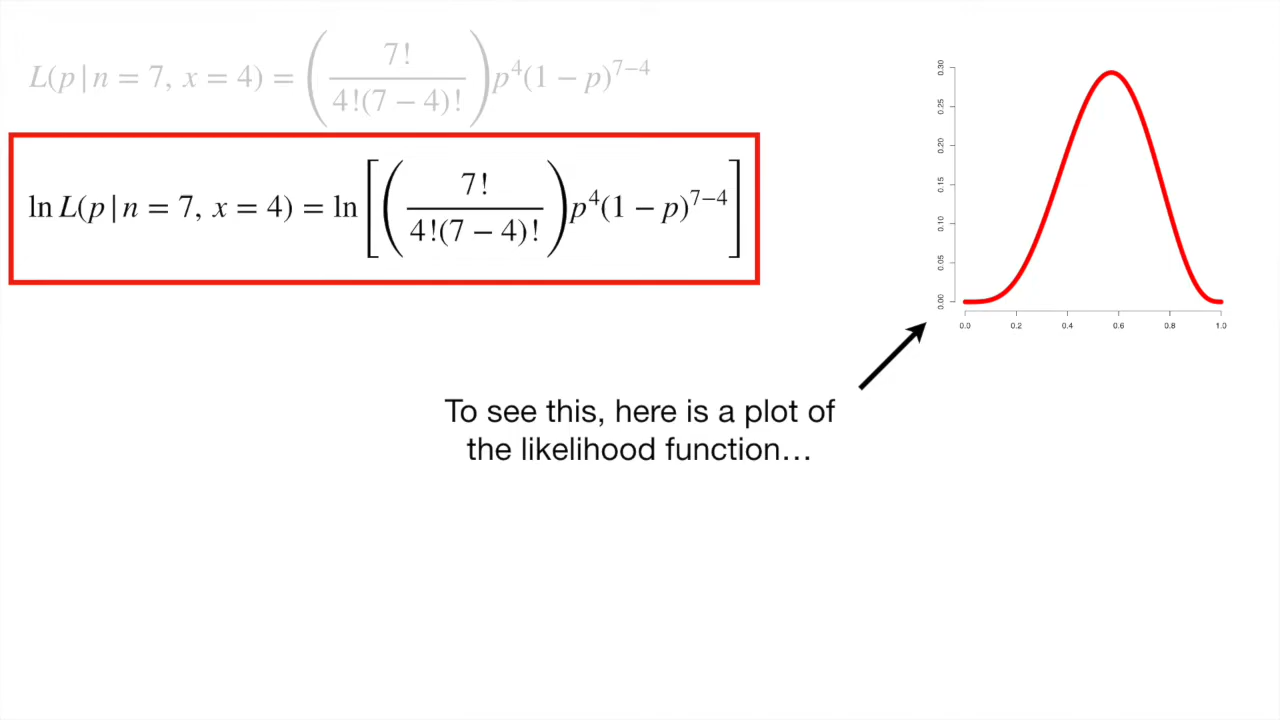 L(p | n = 7, x = 4) = (7! / 4!(7 − 4)!) p⁴(1 − p)⁷⁻⁴
ln L(p | n = 7, x = 4) = ln [(7! / 4!(7 − 4)!) p⁴(1 − p)⁷⁻⁴]
0.30
0.25
0.20
0.15
0.10
0.05
0.00
0.0 0.2 0.4 0.6 0.8 1.0
To see this, here is a plot of
the likelihood function…